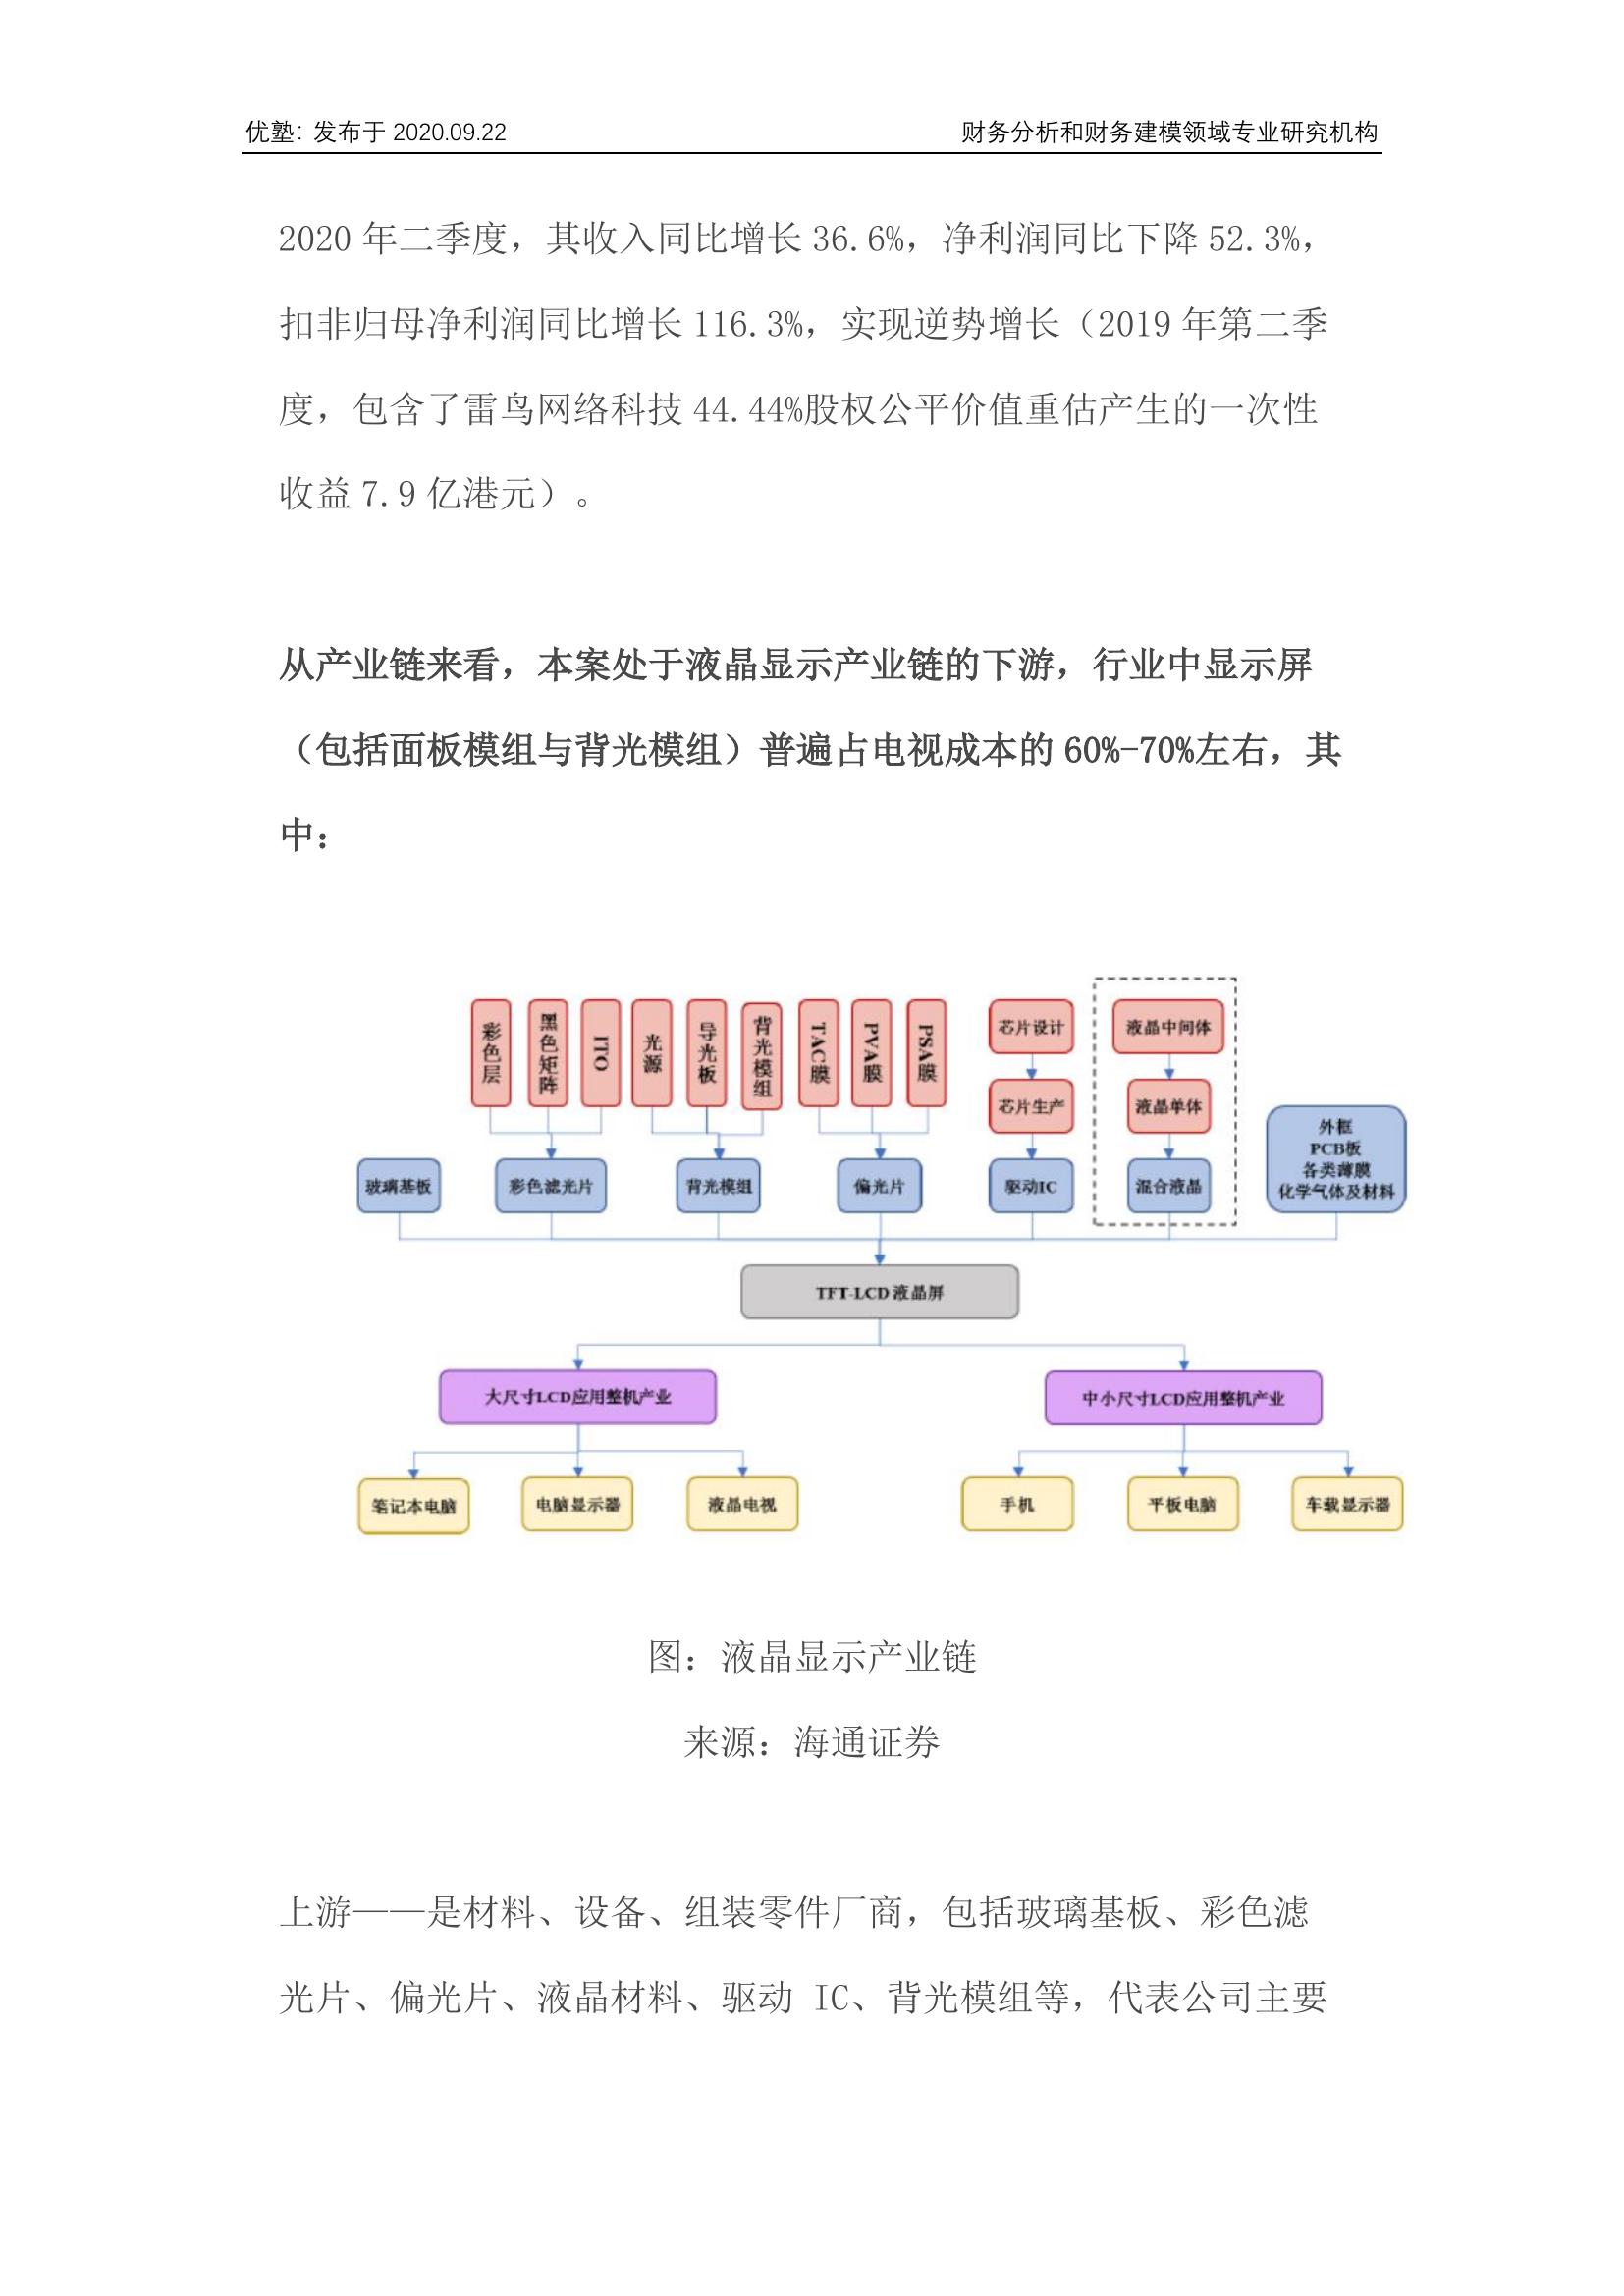 优塾：发布于 2020.09.22 财务分析和财务建模领域专业研究机构
2020 年二季度，其收入同比增长 36.6%，净利润同比下降 52.3%，
扣非归母净利润同比增长 116.3%，实现逆势增长（2019 年第二季
度，包含了雷鸟网络科技 44.44%股权公平价值重估产生的一次性
收益 7.9 亿港元）。
从产业链来看，本案处于液晶显示产业链的下游，行业中显示屏
（包括面板模组与背光模组）普遍占电视成本的 60%-70%左右，其
中：
彩色层
黑色矩阵
ITO
光源
导光板
背光模组
TAC膜
PVA膜
PSA膜
芯片设计
液晶中间体
芯片生产
液晶单体
玻璃基板
彩色滤光片
背光模组
偏光片
驱动IC
混合液晶
外框
PCB板
各类薄膜
化学气体及材料
TFT-LCD 液晶屏
大尺寸LCD应用整机产业
中小尺寸LCD应用整机产业
笔记本电脑
电脑显示器
液晶电视
手机
平板电脑
车载显示器
图：液晶显示产业链
来源：海通证券
上游——是材料、设备、组装零件厂商，包括玻璃基板、彩色滤
光片、偏光片、液晶材料、驱动 IC、背光模组等，代表公司主要